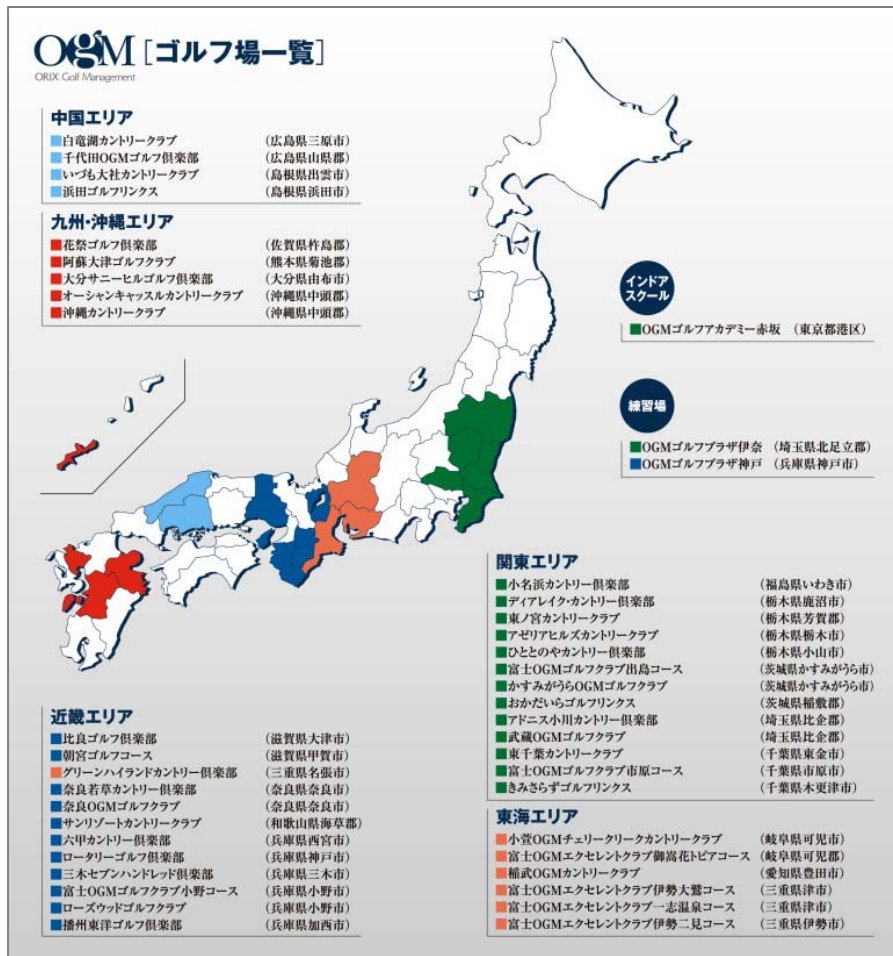 OGM[ゴルフ場一覧]
ORIX Golf Management
中国エリア
■白竜湖カントリークラブ (広島県三原市)
■千代田OGMゴルフ倶楽部 (広島県山県郡)
■いづも大社カントリークラブ (島根県出雲市)
■浜田ゴルフリンクス (島根県浜田市)
九州・沖縄エリア
■花祭ゴルフ倶楽部 (佐賀県杵島郡)
■阿蘇大津ゴルフクラブ (熊本県菊池郡)
■大分サニーヒルゴルフ倶楽部 (大分県由布市)
■オーシャンキャッスルカントリークラブ (沖縄県中頭郡)
■沖縄カントリークラブ (沖縄県中頭郡)
インドア
スクール
■OGMゴルフアカデミー赤坂 (東京都港区)
練習場
■OGMゴルフプラザ伊奈 (埼玉県北足立郡)
■OGMゴルフプラザ神戸 (兵庫県神戸市)
関東エリア
■小名浜カントリー倶楽部 (福島県いわき市)
■ディアレイク・カントリー倶楽部 (栃木県鹿沼市)
■東ノ宮カントリークラブ (栃木県芳賀郡)
■アゼリアヒルズカントリークラブ (栃木県栃木市)
■ひととのやカントリー倶楽部 (栃木県小山市)
■富士OGMゴルフクラブ出島コース (茨城県かすみがうら市)
■かすみがうらOGMゴルフクラブ (茨城県かすみがうら市)
■おかだいらゴルフリンクス (茨城県稲敷郡)
■アドニス小川カントリー倶楽部 (埼玉県比企郡)
■武蔵OGMゴルフクラブ (埼玉県比企郡)
■東千葉カントリークラブ (千葉県東金市)
■富士OGMゴルフクラブ市原コース (千葉県市原市)
■きみさらずゴルフリンクス (千葉県木更津市)
近畿エリア
■比良ゴルフ倶楽部 (滋賀県大津市)
■朝宮ゴルフコース (滋賀県甲賀市)
■グリーンハイランドカントリー倶楽部 (三重県名張市)
■奈良若草カントリー倶楽部 (奈良県奈良市)
■奈良OGMゴルフクラブ (奈良県奈良市)
■サンリゾートカントリークラブ (和歌山県海草郡)
■六甲カントリー倶楽部 (兵庫県西宮市)
■ロータリーゴルフ倶楽部 (兵庫県神戸市)
■三木セブンハンドレッド倶楽部 (兵庫県三木市)
■富士OGMゴルフクラブ小野コース (兵庫県小野市)
■ローズウッドゴルフクラブ (兵庫県小野市)
■播州東洋ゴルフ倶楽部 (兵庫県加西市)
東海エリア
■小萱OGMチェリークリークカントリークラブ (岐阜県可児市)
■富士OGMエクセレントクラブ御嵩花トピアコース (岐阜県可児郡)
■稲武OGMカントリークラブ (愛知県豊田市)
■富士OGMエクセレントクラブ伊勢大鷲コース (三重県津市)
■富士OGMエクセレントクラブ一志温泉コース (三重県津市)
■富士OGMエクセレントクラブ伊勢二見コース (三重県伊勢市)